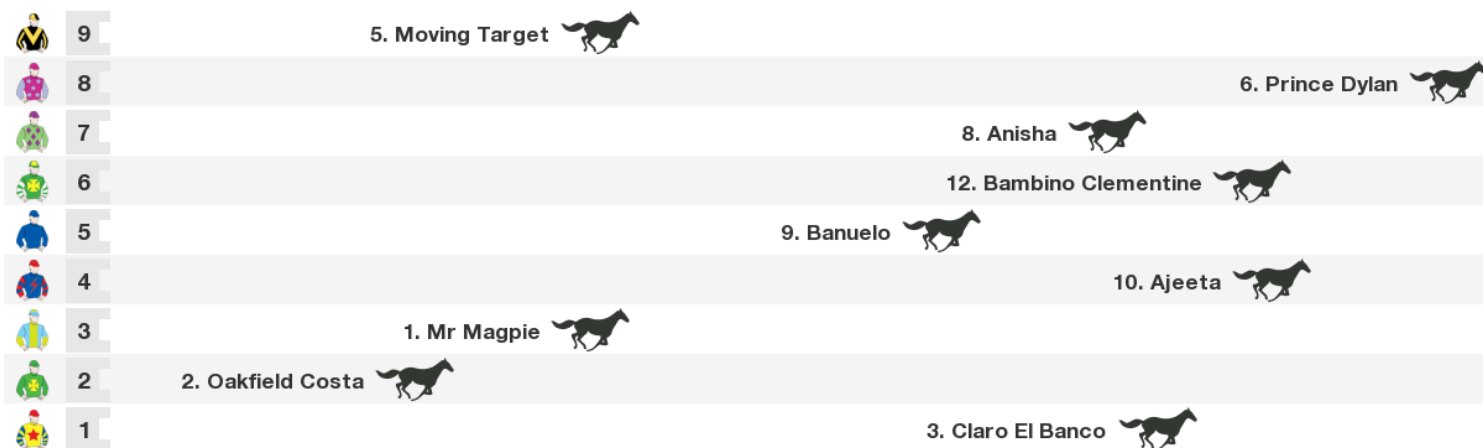 9 5. Moving Target
8 6. Prince Dylan
7 8. Anisha
6 12. Bambino Clementine
5 9. Banuelo
4 10. Ajeeta
3 1. Mr Magpie
2 2. Oakfield Costa
1 3. Claro El Banco